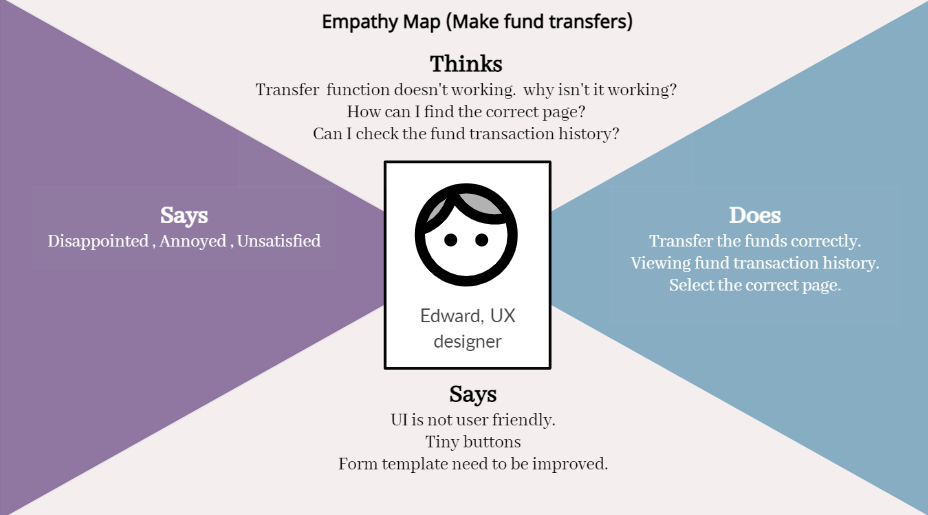 Empathy Map (Make fund transfers)
Thinks
Transfer function doesn't working. why isn't it working?
How can I find the correct page?
Can I check the fund transaction history?
Says
Disappointed , Annoyed , Unsatisfied
Edward, UX
designer
Does
Transfer the funds correctly.
Viewing fund transaction history.
Select the correct page.
Says
UI is not user friendly.
Tiny buttons
Form template need to be improved.